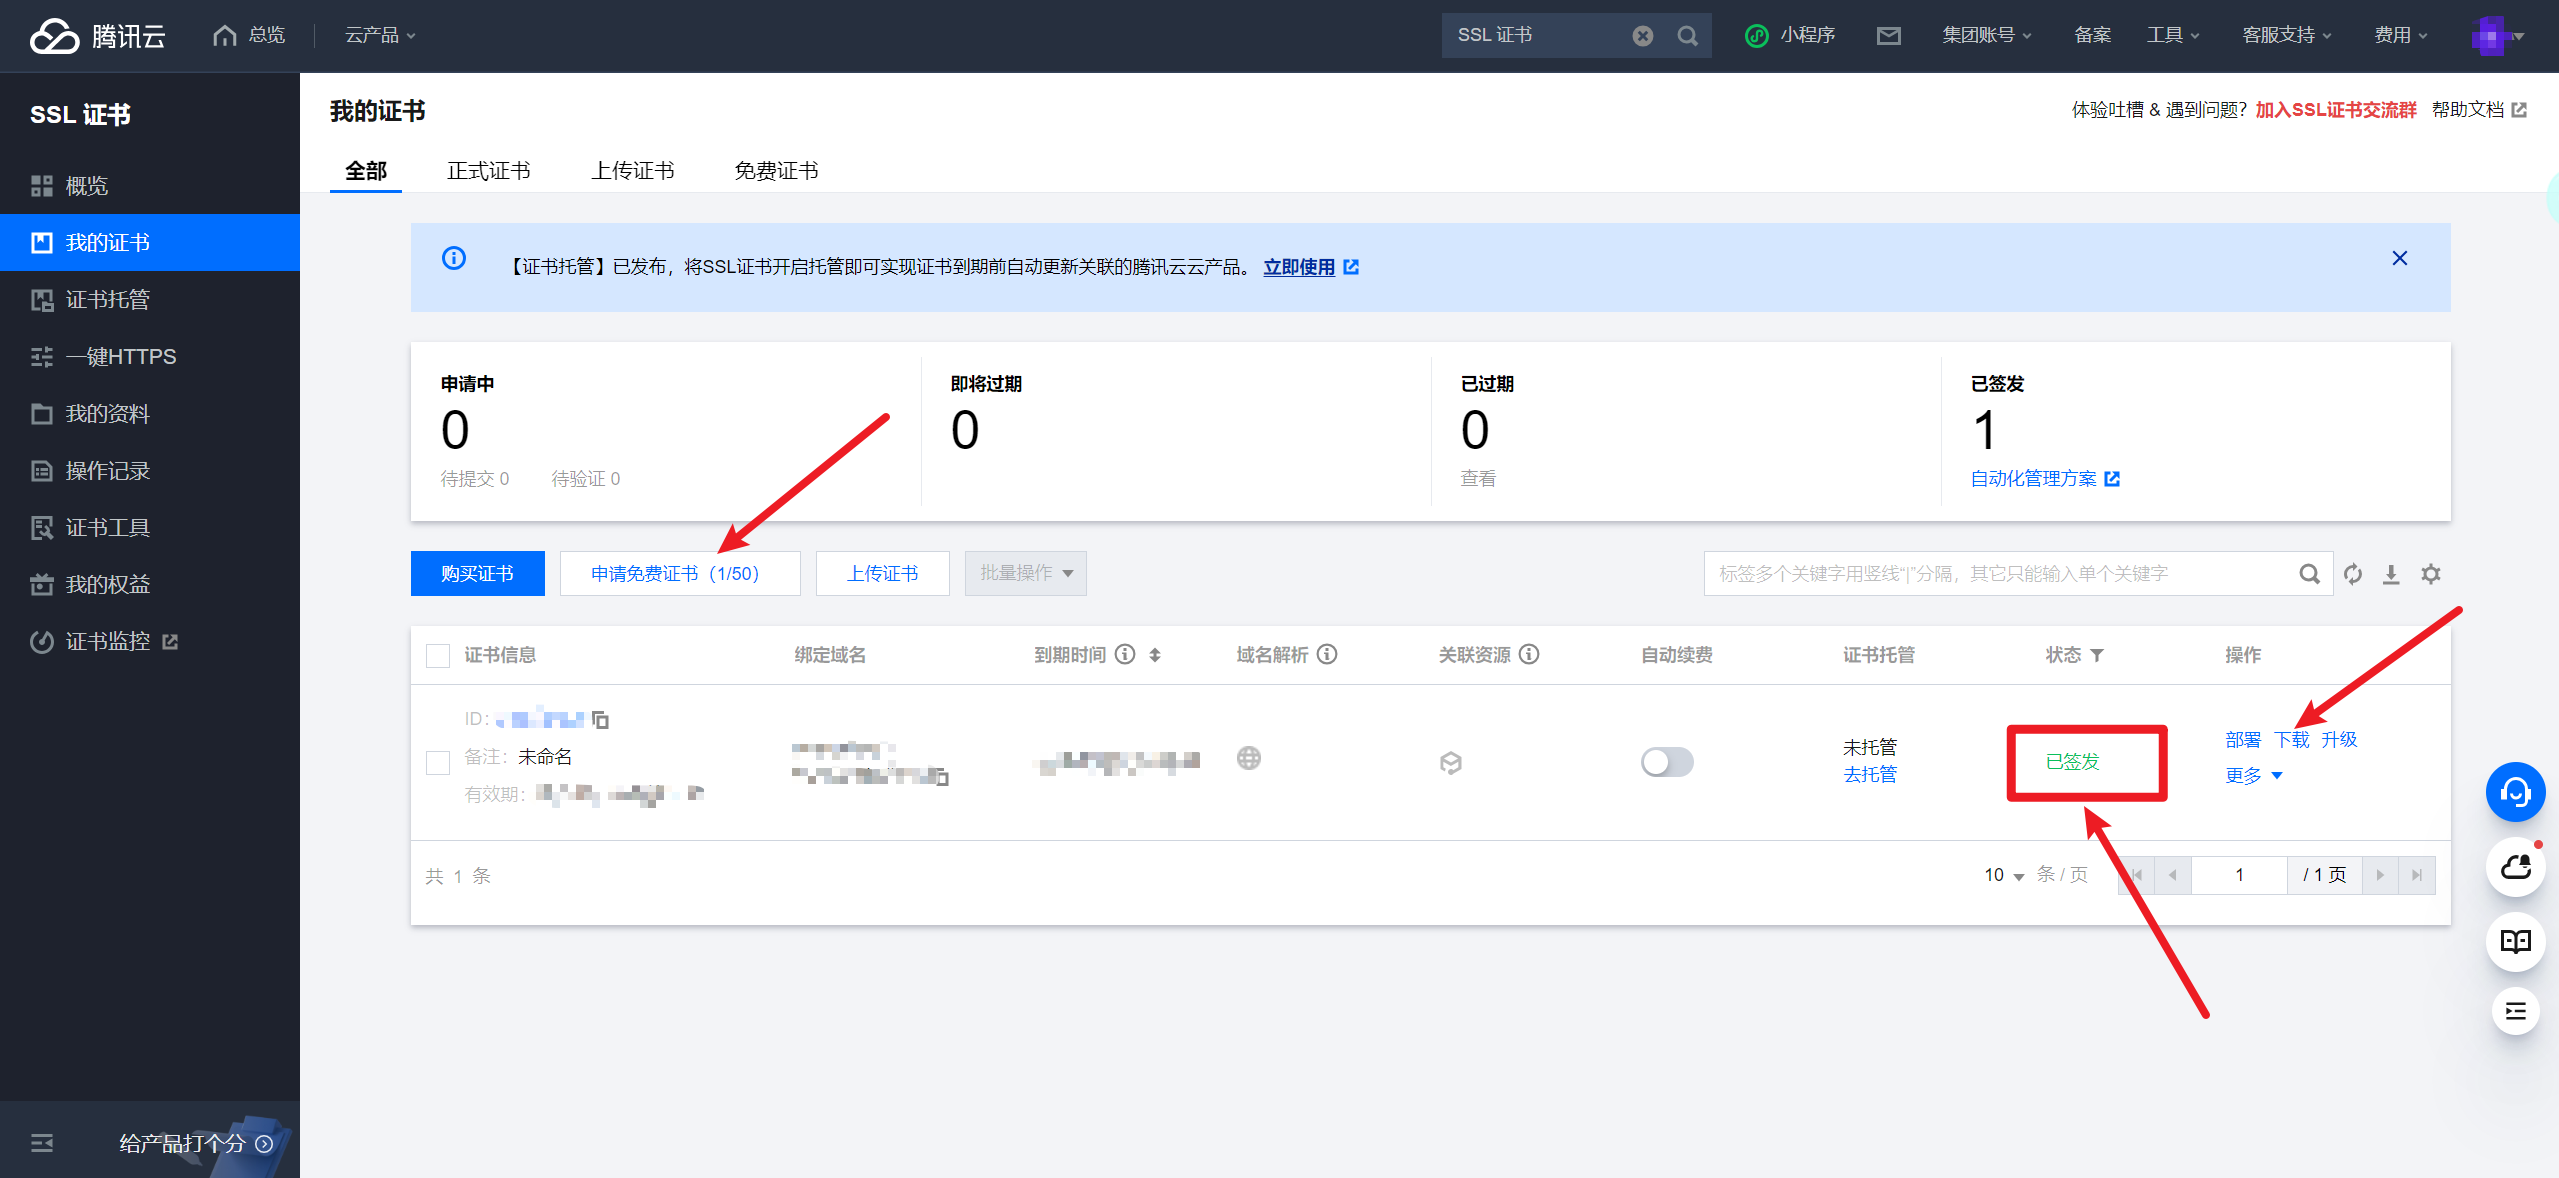 腾讯云
总览
云产品
SSL 证书
小程序
集团账号
备案
工具
客服支持
费用
SSL 证书
概览
我的证书
证书托管
一键HTTPS
我的资料
操作记录
证书工具
我的权益
证书监控
给产品打个分
我的证书
体验吐槽 & 遇到问题? 加入SSL证书交流群 帮助文档
全部 正式证书 上传证书 免费证书
【证书托管】已发布，将SSL证书开启托管即可实现证书到期前自动更新关联的腾讯云云产品。 立即使用
申请中 即将过期 已过期 已签发
0 0 0 1
待提交 0 待验证 0 查看 自动化管理方案
购买证书 申请免费证书（1/50） 上传证书 批量操作 标签多个关键字用竖线“|”分隔，其它只能输入单个关键字
证书信息 绑定域名 到期时间 域名解析 关联资源 自动续费 证书托管 状态 操作
ID:
备注: 未命名
有效期:
未托管
去托管
已签发
部署 下载 升级
更多
共 1 条
10 条 / 页 1 / 1 页